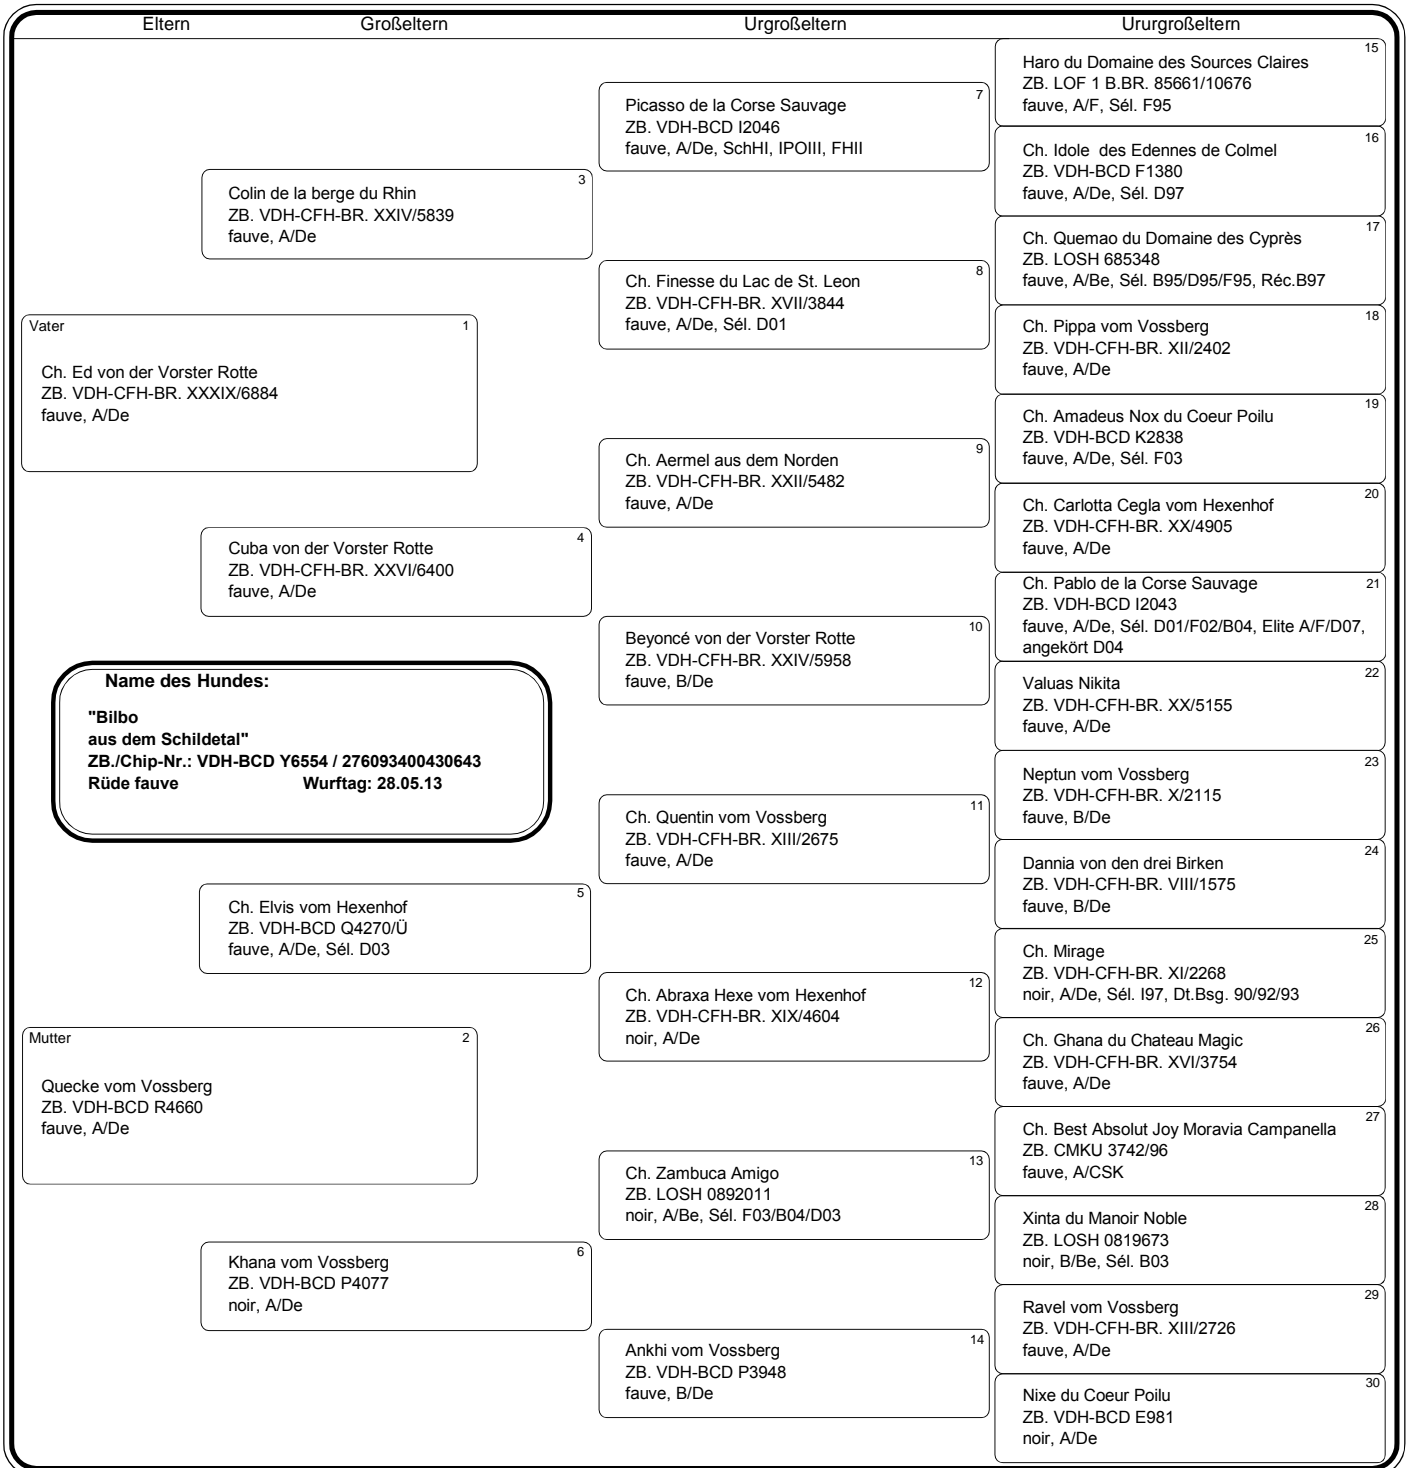 Eltern
Großeltern
Urgroßeltern
Ururgroßeltern
Vater
1
Ch. Ed von der Vorster Rotte
ZB. VDH-CFH-BR. XXXIX/6884
fauve, A/De
Name des Hundes:
"Bilbo
aus dem Schildetal"
ZB./Chip-Nr.: VDH-BCD Y6554 / 276093400430643
Rüde fauve Wurftag: 28.05.13
Mutter
2
Quecke vom Vossberg
ZB. VDH-BCD R4660
fauve, A/De
3
Colin de la berge du Rhin
ZB. VDH-CFH-BR. XXIV/5839
fauve, A/De
4
Cuba von der Vorster Rotte
ZB. VDH-CFH-BR. XXVI/6400
fauve, A/De
5
Ch. Elvis vom Hexenhof
ZB. VDH-BCD Q4270/Ü
fauve, A/De, Sél. D03
6
Khana vom Vossberg
ZB. VDH-BCD P4077
noir, A/De
7
Picasso de la Corse Sauvage
ZB. VDH-BCD I2046
fauve, A/De, SchHI, IPOIII, FHII
8
Ch. Finesse du Lac de St. Leon
ZB. VDH-CFH-BR. XVII/3844
fauve, A/De, Sél. D01
9
Ch. Aermel aus dem Norden
ZB. VDH-CFH-BR. XXII/5482
fauve, A/De
10
Beyoncé von der Vorster Rotte
ZB. VDH-CFH-BR. XXIV/5958
fauve, B/De
11
Ch. Quentin vom Vossberg
ZB. VDH-CFH-BR. XIII/2675
fauve, A/De
12
Ch. Abraxa Hexe vom Hexenhof
ZB. VDH-CFH-BR. XIX/4604
noir, A/De
13
Ch. Zambuca Amigo
ZB. LOSH 0892011
noir, A/Be, Sél. F03/B04/D03
14
Ankhi vom Vossberg
ZB. VDH-BCD P3948
fauve, B/De
15
Haro du Domaine des Sources Claires
ZB. LOF 1 B.BR. 85661/10676
fauve, A/F, Sél. F95
16
Ch. Idole des Edennes de Colmel
ZB. VDH-BCD F1380
fauve, A/De, Sél. D97
17
Ch. Quemao du Domaine des Cyprès
ZB. LOSH 685348
fauve, A/Be, Sél. B95/D95/F95, Réc.B97
18
Ch. Pippa vom Vossberg
ZB. VDH-CFH-BR. XII/2402
fauve, A/De
19
Ch. Amadeus Nox du Coeur Poilu
ZB. VDH-BCD K2838
fauve, A/De, Sél. F03
20
Ch. Carlotta Cegla vom Hexenhof
ZB. VDH-CFH-BR. XX/4905
fauve, A/De
21
Ch. Pablo de la Corse Sauvage
ZB. VDH-BCD I2043
fauve, A/De, Sél. D01/F02/B04, Elite A/F/D07,
angekört D04
22
Valuas Nikita
ZB. VDH-CFH-BR. XX/5155
fauve, A/De
23
Neptun vom Vossberg
ZB. VDH-CFH-BR. X/2115
fauve, B/De
24
Dannia von den drei Birken
ZB. VDH-CFH-BR. VIII/1575
fauve, B/De
25
Ch. Mirage
ZB. VDH-CFH-BR. XI/2268
noir, A/De, Sél. I97, Dt.Bsg. 90/92/93
26
Ch. Ghana du Chateau Magic
ZB. VDH-CFH-BR. XVI/3754
fauve, A/De
27
Ch. Best Absolut Joy Moravia Campanella
ZB. CMKU 3742/96
fauve, A/CSK
28
Xinta du Manoir Noble
ZB. LOSH 0819673
noir, B/Be, Sél. B03
29
Ravel vom Vossberg
ZB. VDH-CFH-BR. XIII/2726
fauve, A/De
30
Nixe du Coeur Poilu
ZB. VDH-BCD E981
noir, A/De